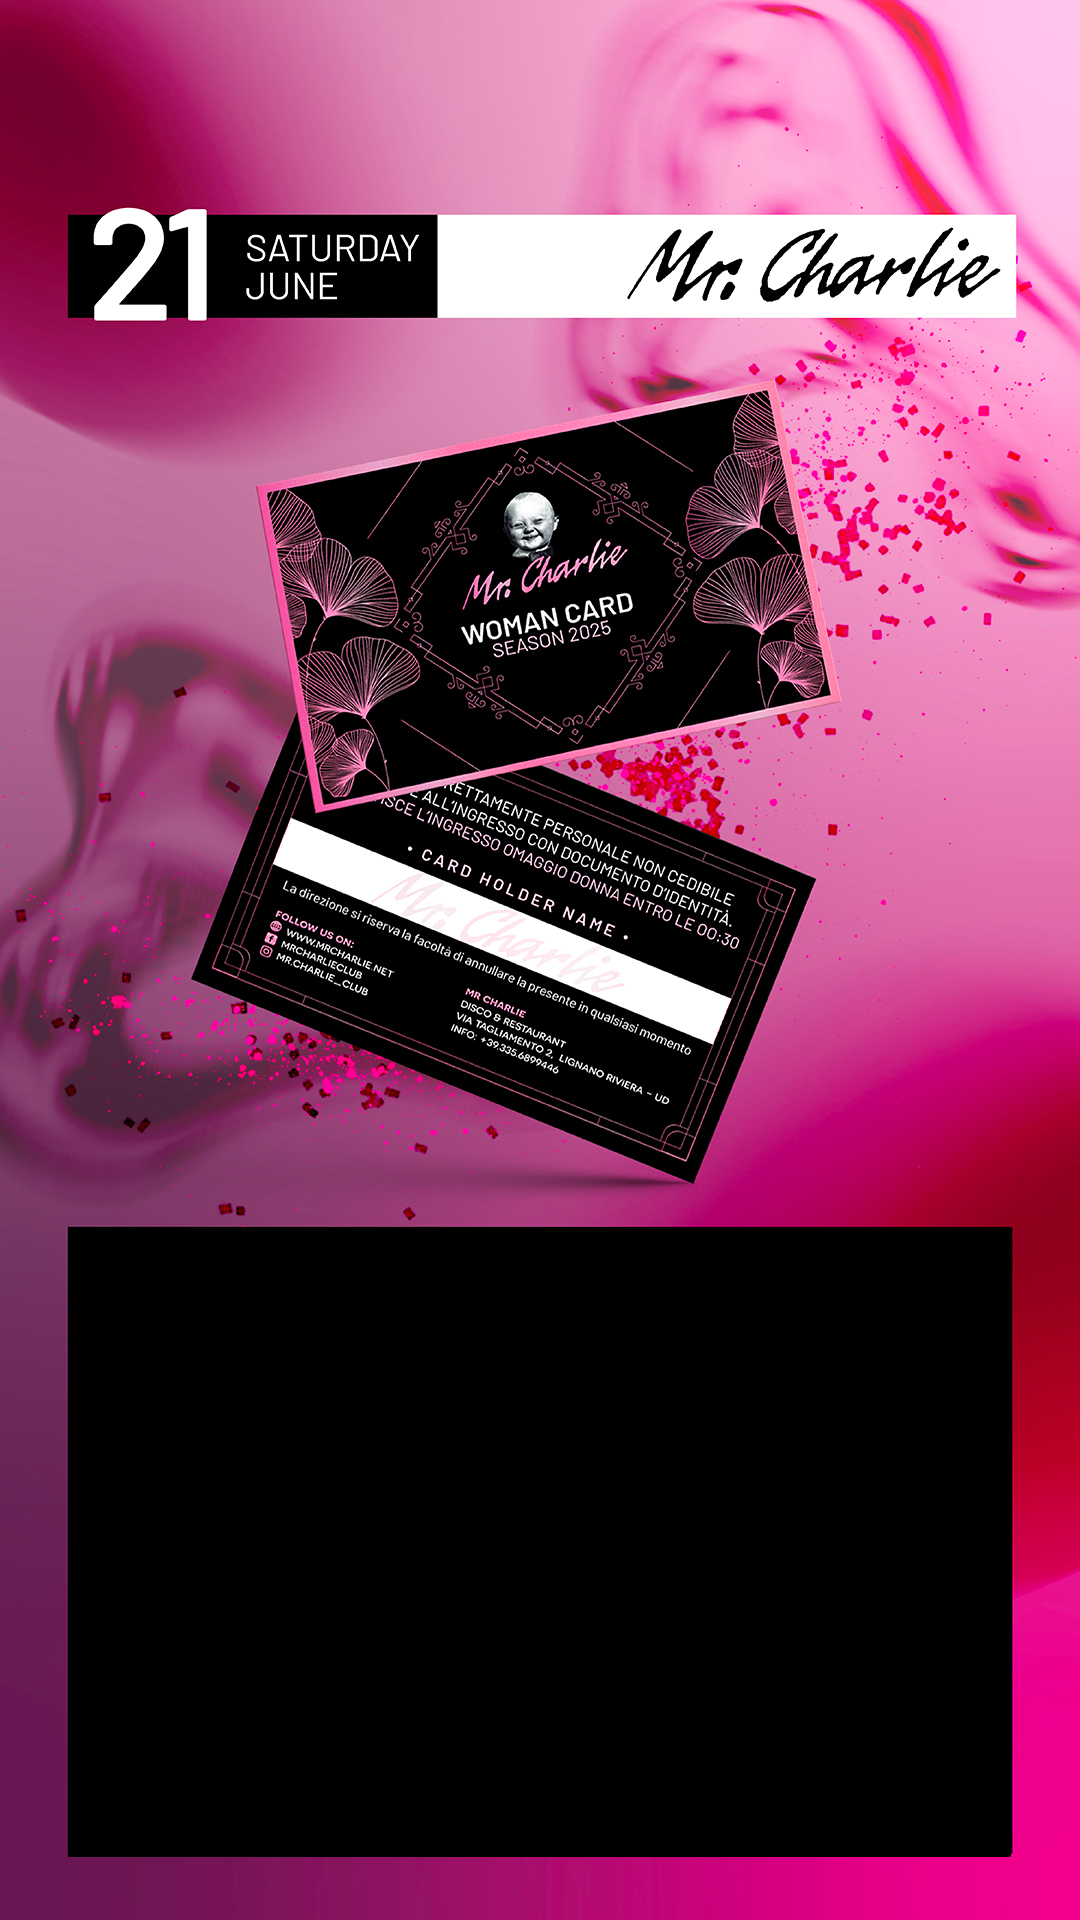 21
SATURDAY
JUNE
Mr. Charlie
Mr. Charlie
WOMAN CARD
SEASON 2025
PERSONALE NON CEDIBILE
ALL'INGRESSO CON DOCUMENTO D'IDENTITÀ.
L'INGRESSO OMAGGIO DONNA ENTRO LE 00:30
• CARD HOLDER NAME •
Mr. Charlie
La direzione si riserva la facoltà di annullare la presente in qualsiasi momento
FOLLOW US ON:
WWW.MRCHARLIE.NET
MRCHARLIECLUB
MR.CHARLIE_CLUB
MR CHARLIE
DISCO & RESTAURANT
VIA TAGLIAMENTO 2, LIGNANO RIVIERA - UD
INFO: +39.335.6899446